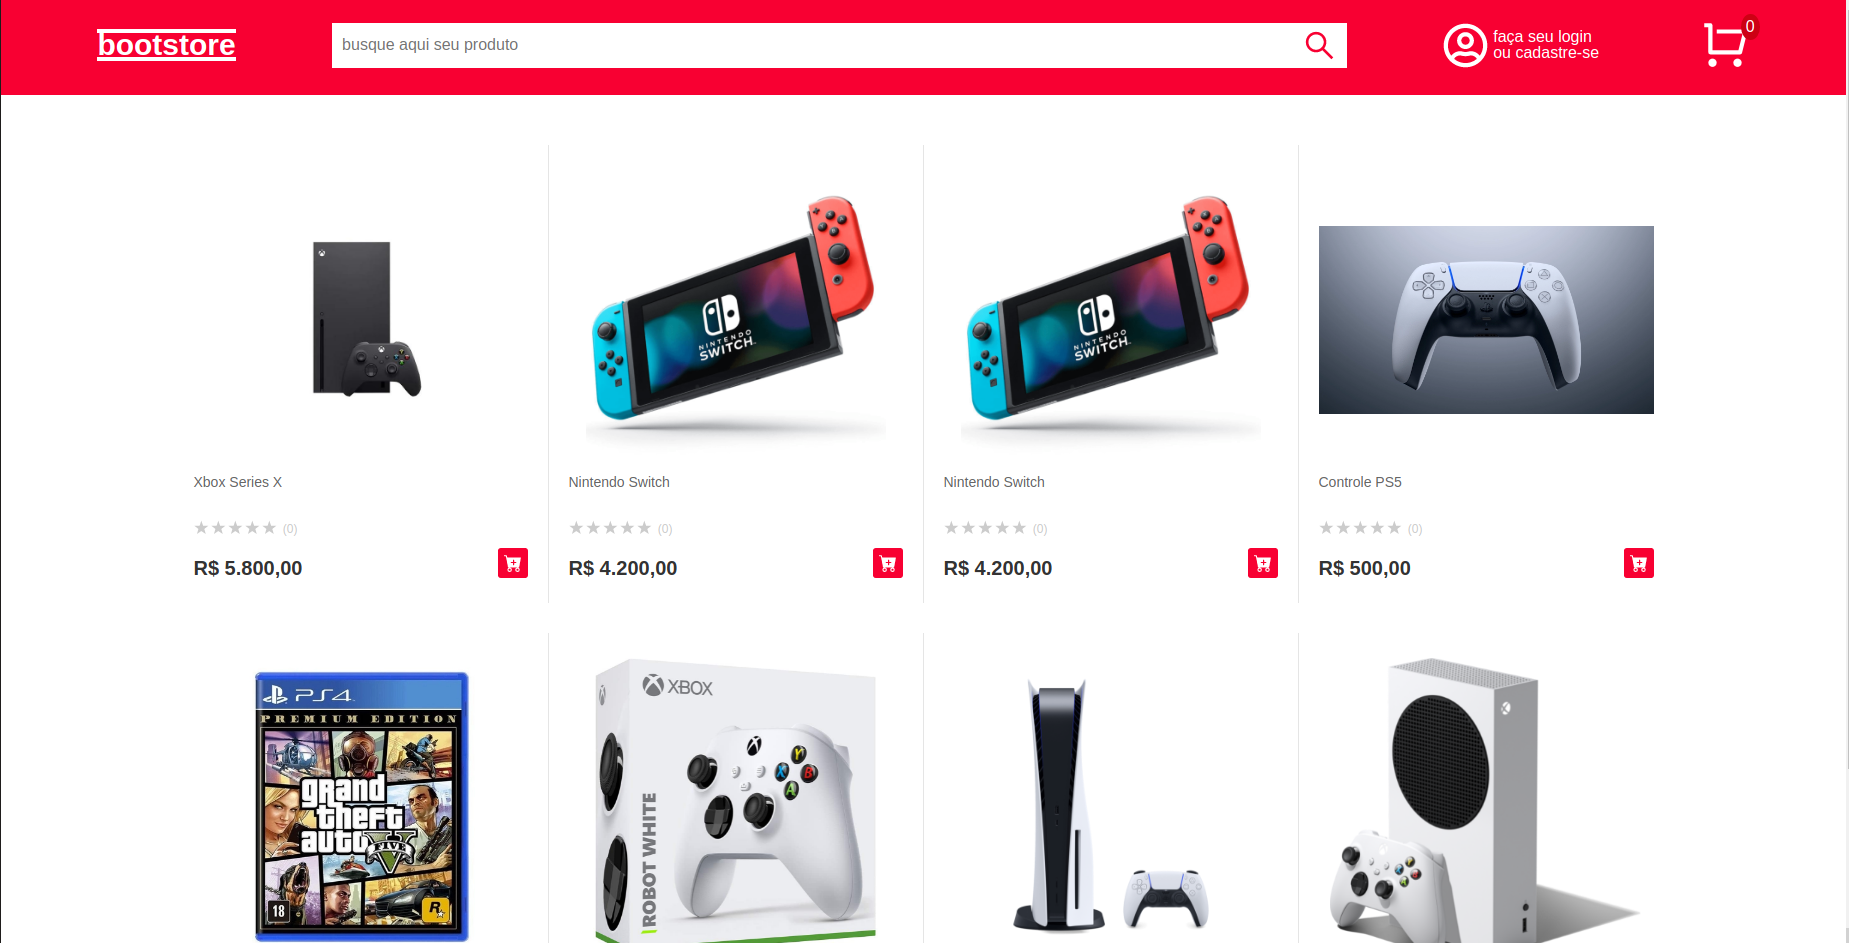 bootstore
busque aqui seu produto
faça seu login
ou cadastre-se
0
NINTENDO
SWITCH
NINTENDO
SWITCH
Xbox Series X
Nintendo Switch
Nintendo Switch
Controle PS5
(0)
(0)
(0)
(0)
R$ 5.800,00
R$ 4.200,00
R$ 4.200,00
R$ 500,00
PS4
PREMIUM EDITION
grand
theft
auto
FIVE
18
R
XBOX
Y
X
B
A
ROBOT WHITE